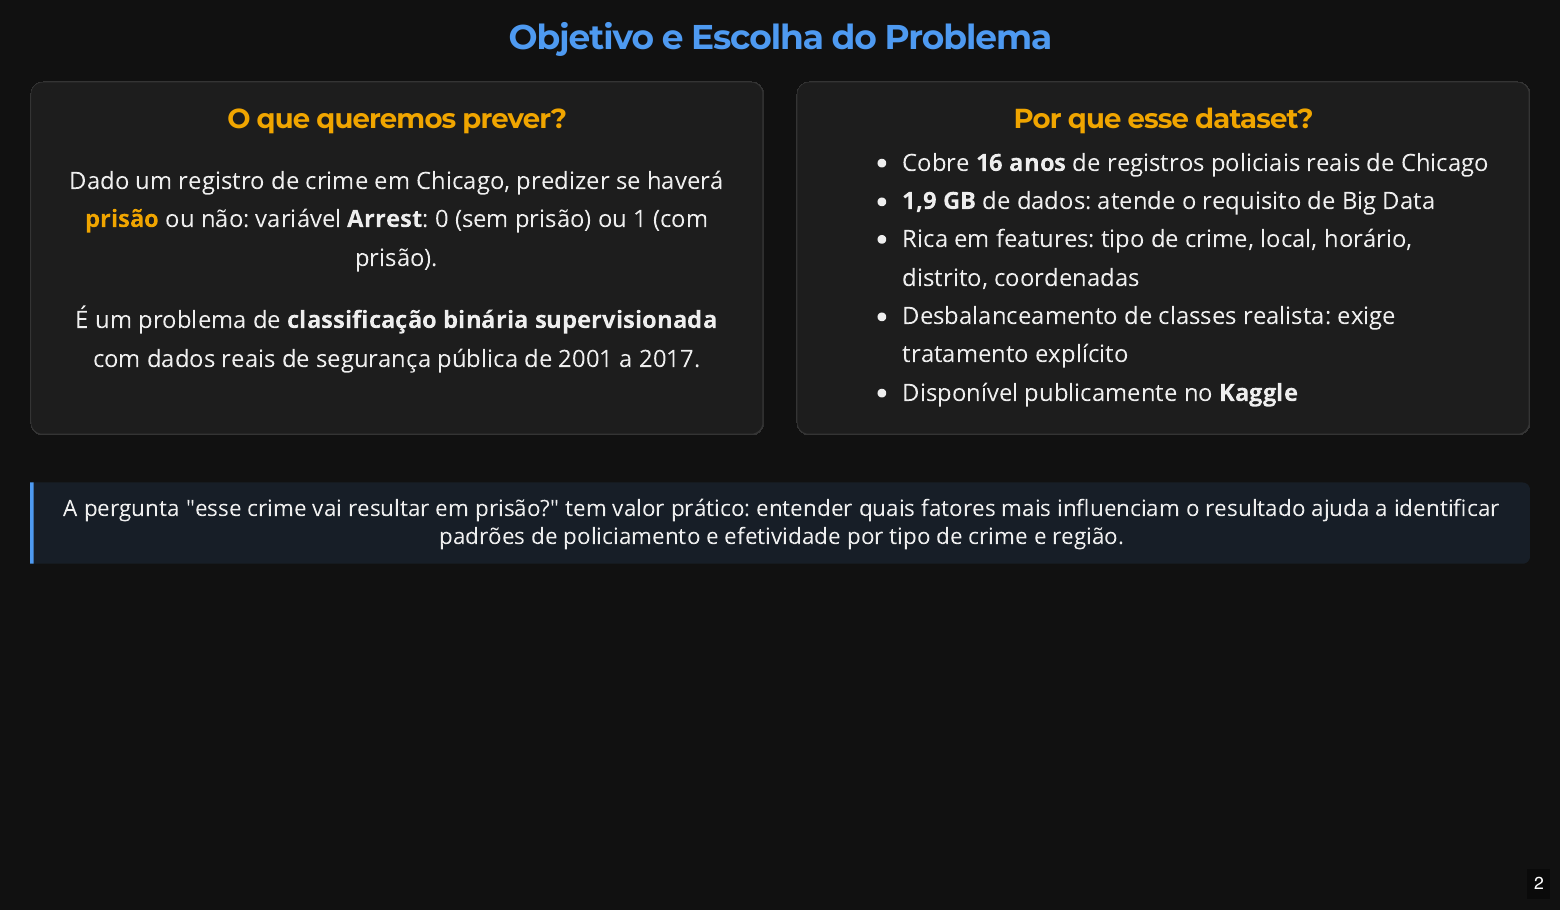 Objetivo e Escolha do Problema
O que queremos prever?
Dado um registro de crime em Chicago, predizer se haverá
prisão ou não: variável Arrest: 0 (sem prisão) ou 1 (com
prisão).
É um problema de classificação binária supervisionada
com dados reais de segurança pública de 2001 a 2017.
Por que esse dataset?
• Cobre 16 anos de registros policiais reais de Chicago
• 1,9 GB de dados: atende o requisito de Big Data
• Rica em features: tipo de crime, local, horário,
distrito, coordenadas
• Desbalanceamento de classes realista: exige
tratamento explícito
• Disponível publicamente no Kaggle
A pergunta "esse crime vai resultar em prisão?" tem valor prático: entender quais fatores mais influenciam o resultado ajuda a identificar
padrões de policiamento e efetividade por tipo de crime e região.
2